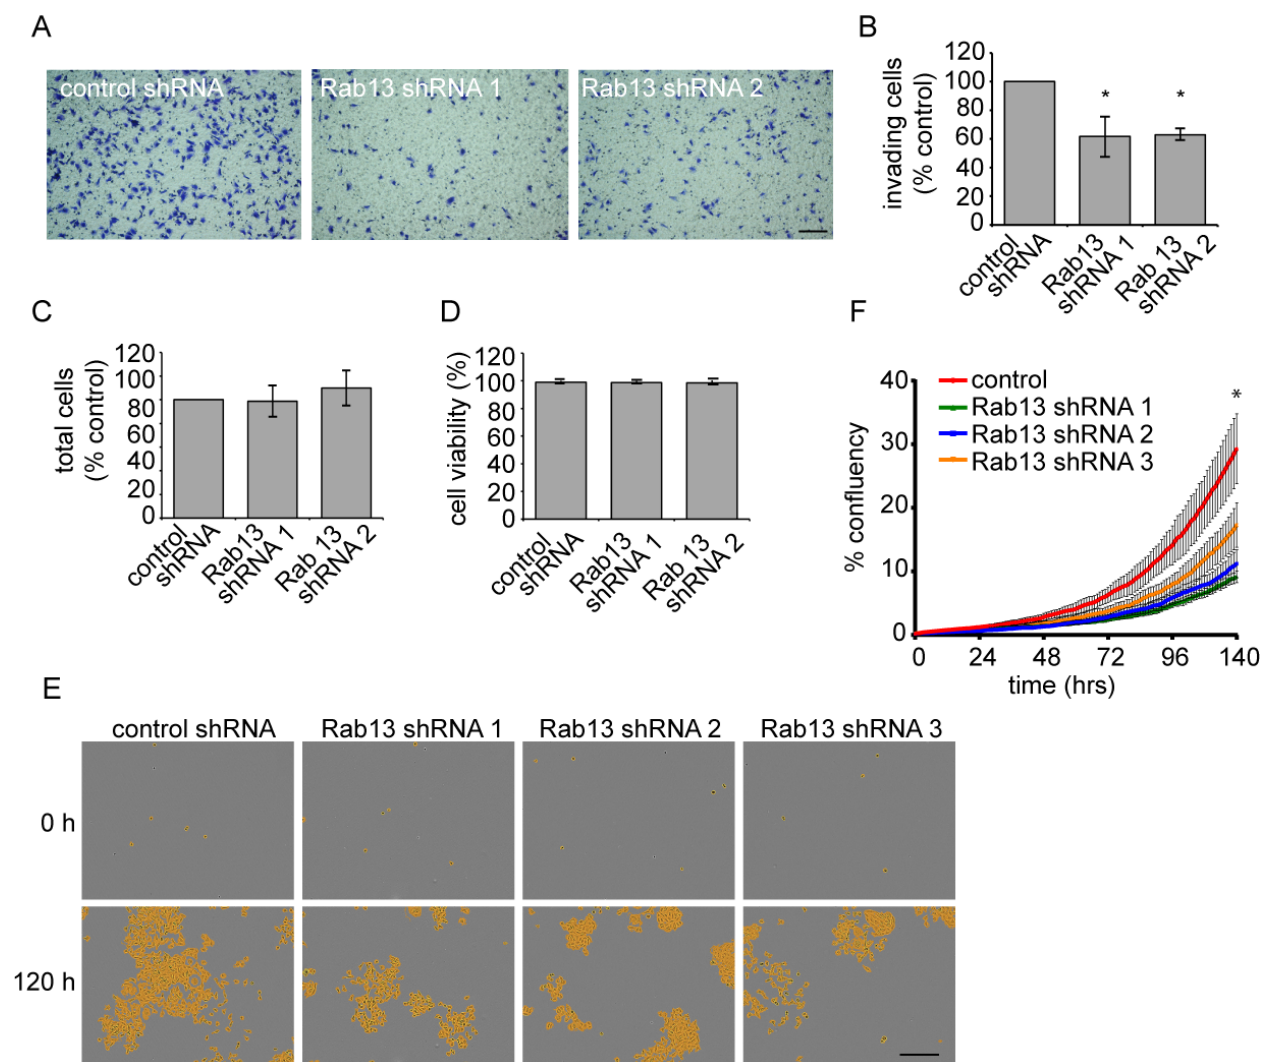 A
control shRNA
Rab13 shRNA 1
Rab13 shRNA 2
B
invading cells
(% control)
120
100
80
60
40
20
0
*
*
control
shRNA
Rab13
shRNA 1
Rab 13
shRNA 2
C
total cells
(% control)
120
100
80
80
40
20
0
control
shRNA
Rab13
shRNA 1
Rab 13
shRNA 2
D
cell viability (%)
120
100
80
60
40
20
0
control
shRNA
Rab13
shRNA 1
Rab 13
shRNA 2
F
% confluency
40
30
20
10
0
control
Rab13 shRNA 1
Rab13 shRNA 2
Rab13 shRNA 3
*
0 24 48 72 96 140
time (hrs)
E
control shRNA
Rab13 shRNA 1
Rab13 shRNA 2
Rab13 shRNA 3
0 h
120 h